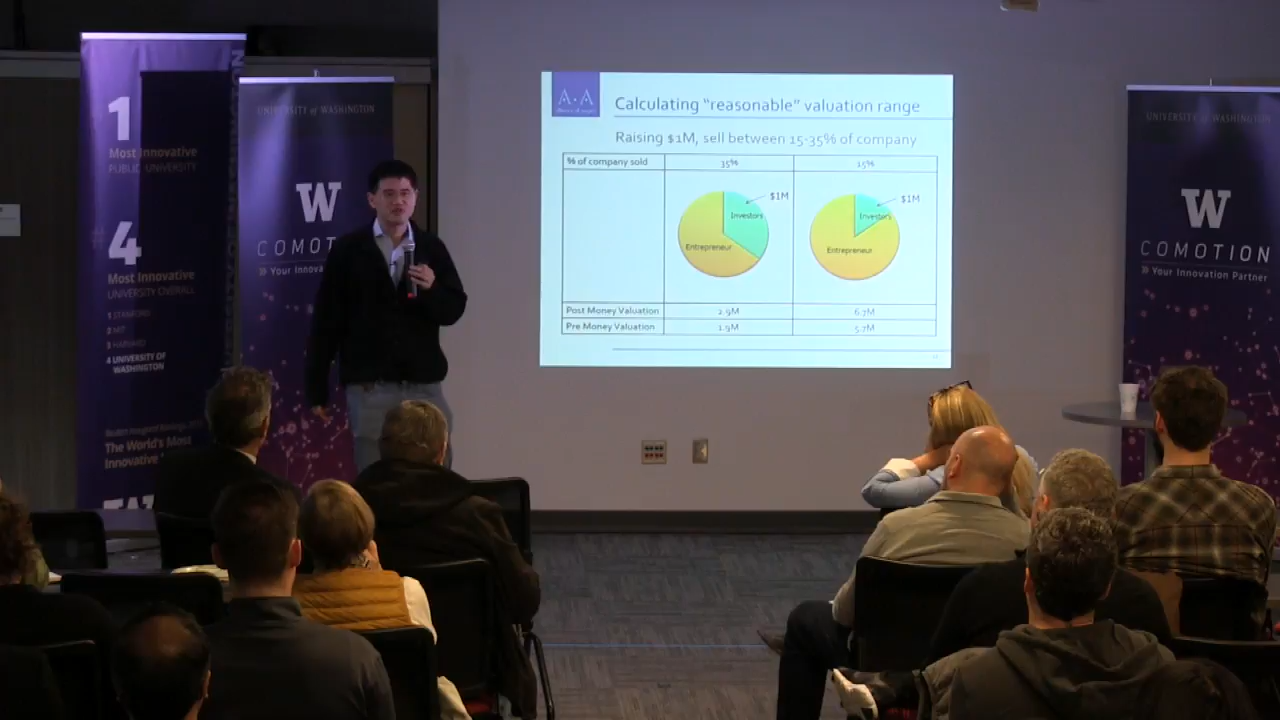 1
Most Innovative
PUBLIC UNIVERSITY
4
Most Innovative
UNIVERSITY OVERALL
1 STANFORD
2 MIT
3 HARVARD
4 UNIVERSITY OF
WASHINGTON
The World's Most
Innovative
UNIVERSITY of WASHINGTON
W
COMOT
» Your Innova
A·A
Calculating “reasonable” valuation range
Raising $1M, sell between 15-35% of company
% of company sold 35% 15%
$1M $1M
Investors Investors
Entrepreneur Entrepreneur
Post Money Valuation 2.9M 6.7M
Pre Money Valuation 1.9M 5.7M
UNIVERSITY of WASHINGTON
W
COMOTION
» Your Innovation Partner